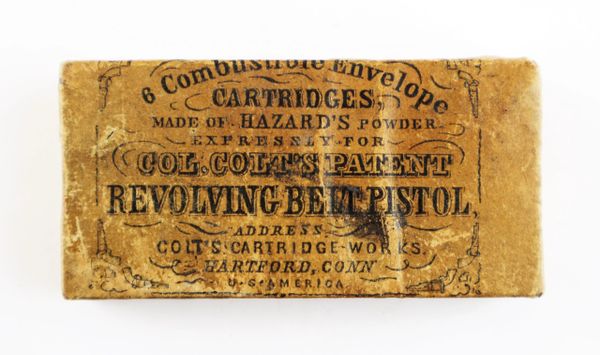 6 Combustible Envelope
CARTRIDGES,
MADE OF HAZARD'S POWDER
EXPRESSLY FOR
COL. COLT'S PATENT
REVOLVING BELT PISTOL,
ADDRESS
COLT'S CARTRIDGE WORKS,
HARTFORD, CONN
U·S·AMERICA